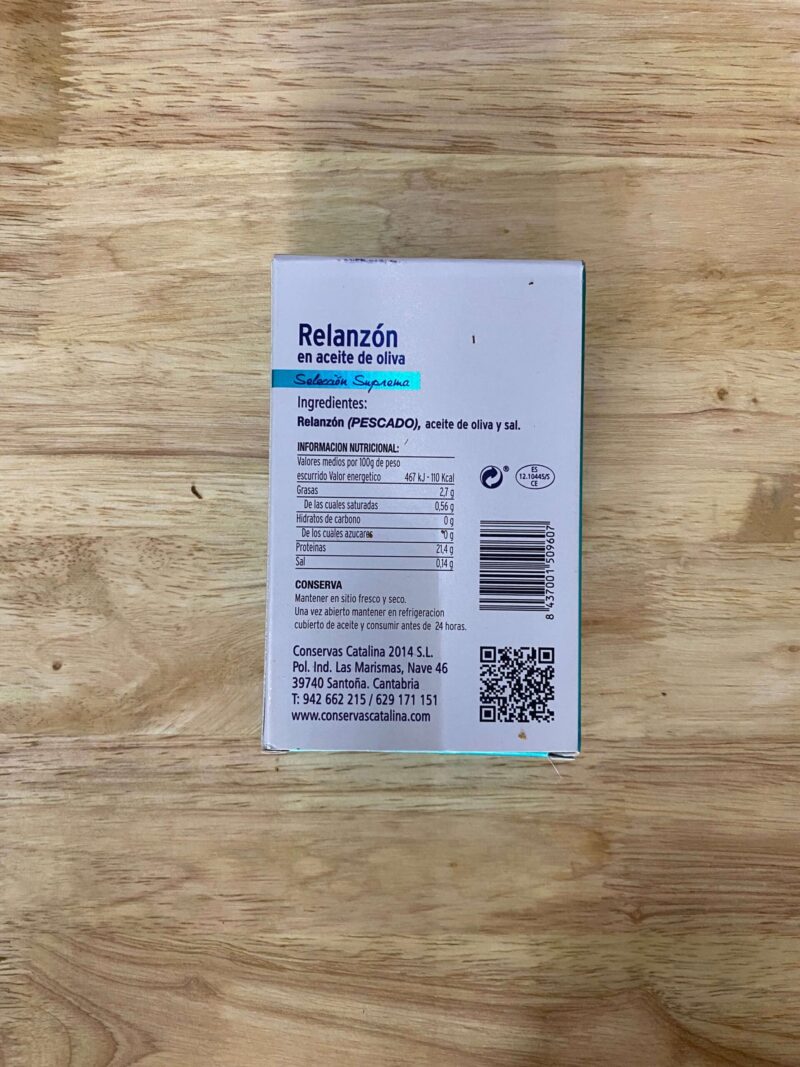 Relanzón
en aceite de oliva
Selección Suprema
Ingredientes:
Relanzón (PESCADO), aceite de oliva y sal.
INFORMACION NUTRICIONAL:
Valores medios por 100g de peso
escurrido Valor energetico 467 kJ - 110 Kcal
Grasas 2,7 g
De las cuales saturadas 0,56 g
Hidratos de carbono 0 g
De los cuales azucares 0 g
Proteinas 21,4 g
Sal 0,14 g
®
ES
12.10445/S
CE
8 437001 509607
CONSERVA
Mantener en sitio fresco y seco.
Una vez abierto mantener en refrigeracion
cubierto de aceite y consumir antes de 24 horas.
Conservas Catalina 2014 S.L.
Pol. Ind. Las Marismas, Nave 46
39740 Santoña. Cantabria
T: 942 662 215 / 629 171 151
www.conservascatalina.com